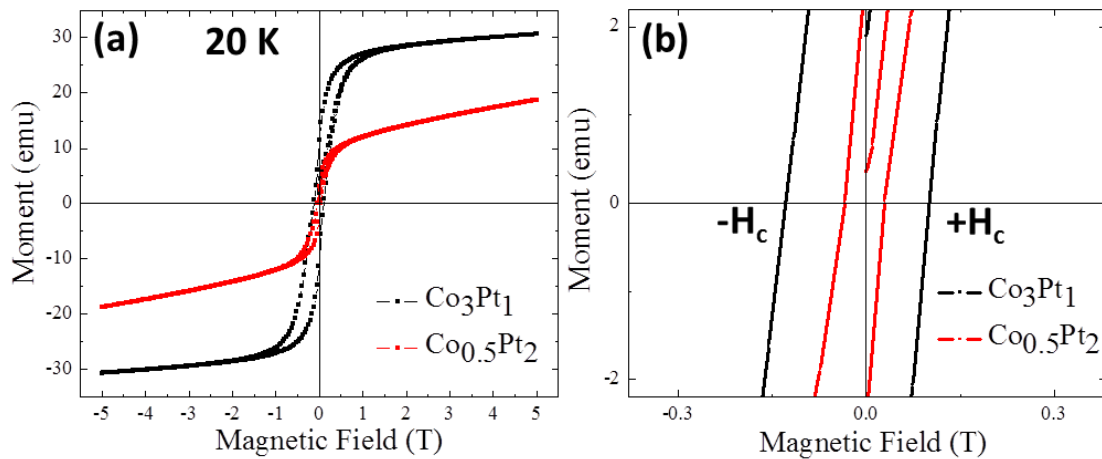 (a)
20 K
Moment (emu)
30
20
10
0
-10
-20
-30
-5
-4
-3
-2
-1
0
1
2
3
4
5
Magnetic Field (T)
Co3Pt1
Co0.5Pt2
(b)
Moment (emu)
2
0
-2
-0.3
0.0
0.3
Magnetic Field (T)
-Hc
+Hc
Co3Pt1
Co0.5Pt2